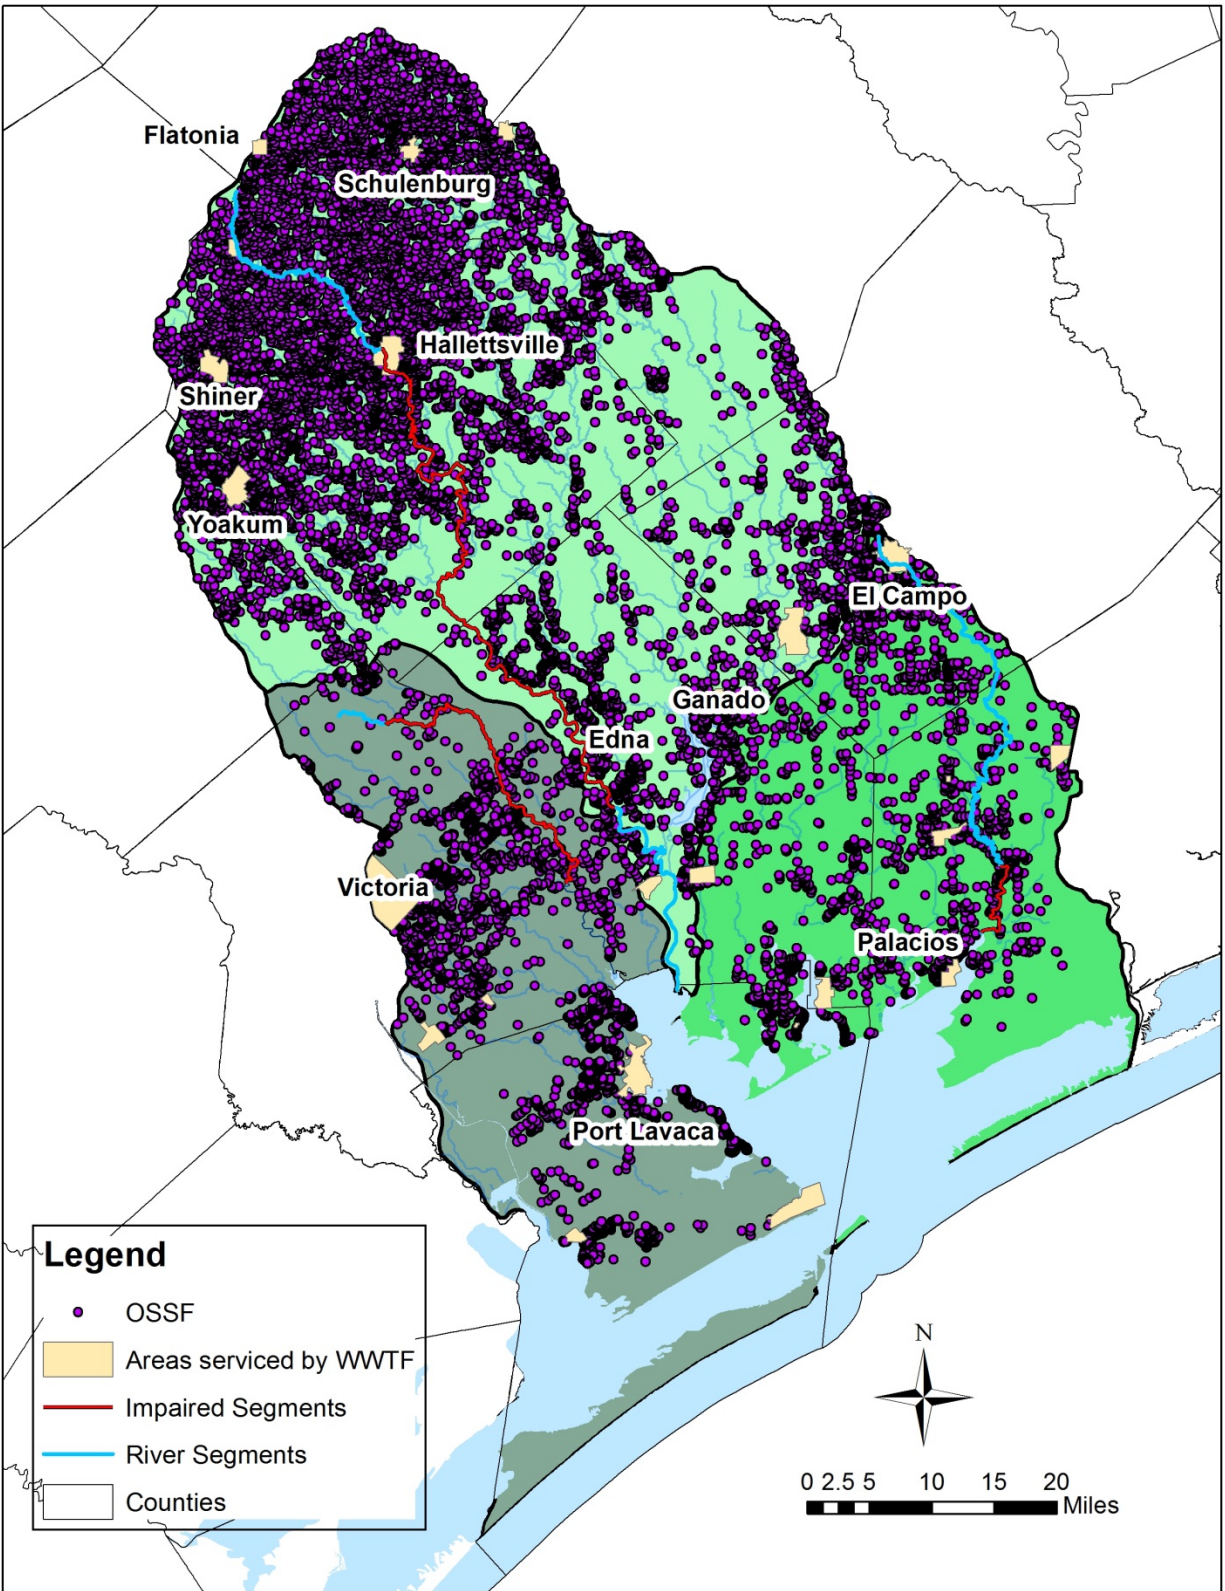 Flatonia
Schulenburg
Hallettsville
Shiner
Yoakum
El Campo
Ganado
Edna
Victoria
Palacios
Port Lavaca
Legend
OSSF
Areas serviced by WWTF
Impaired Segments
River Segments
Counties
N
0 2.5 5 10 15 20
Miles